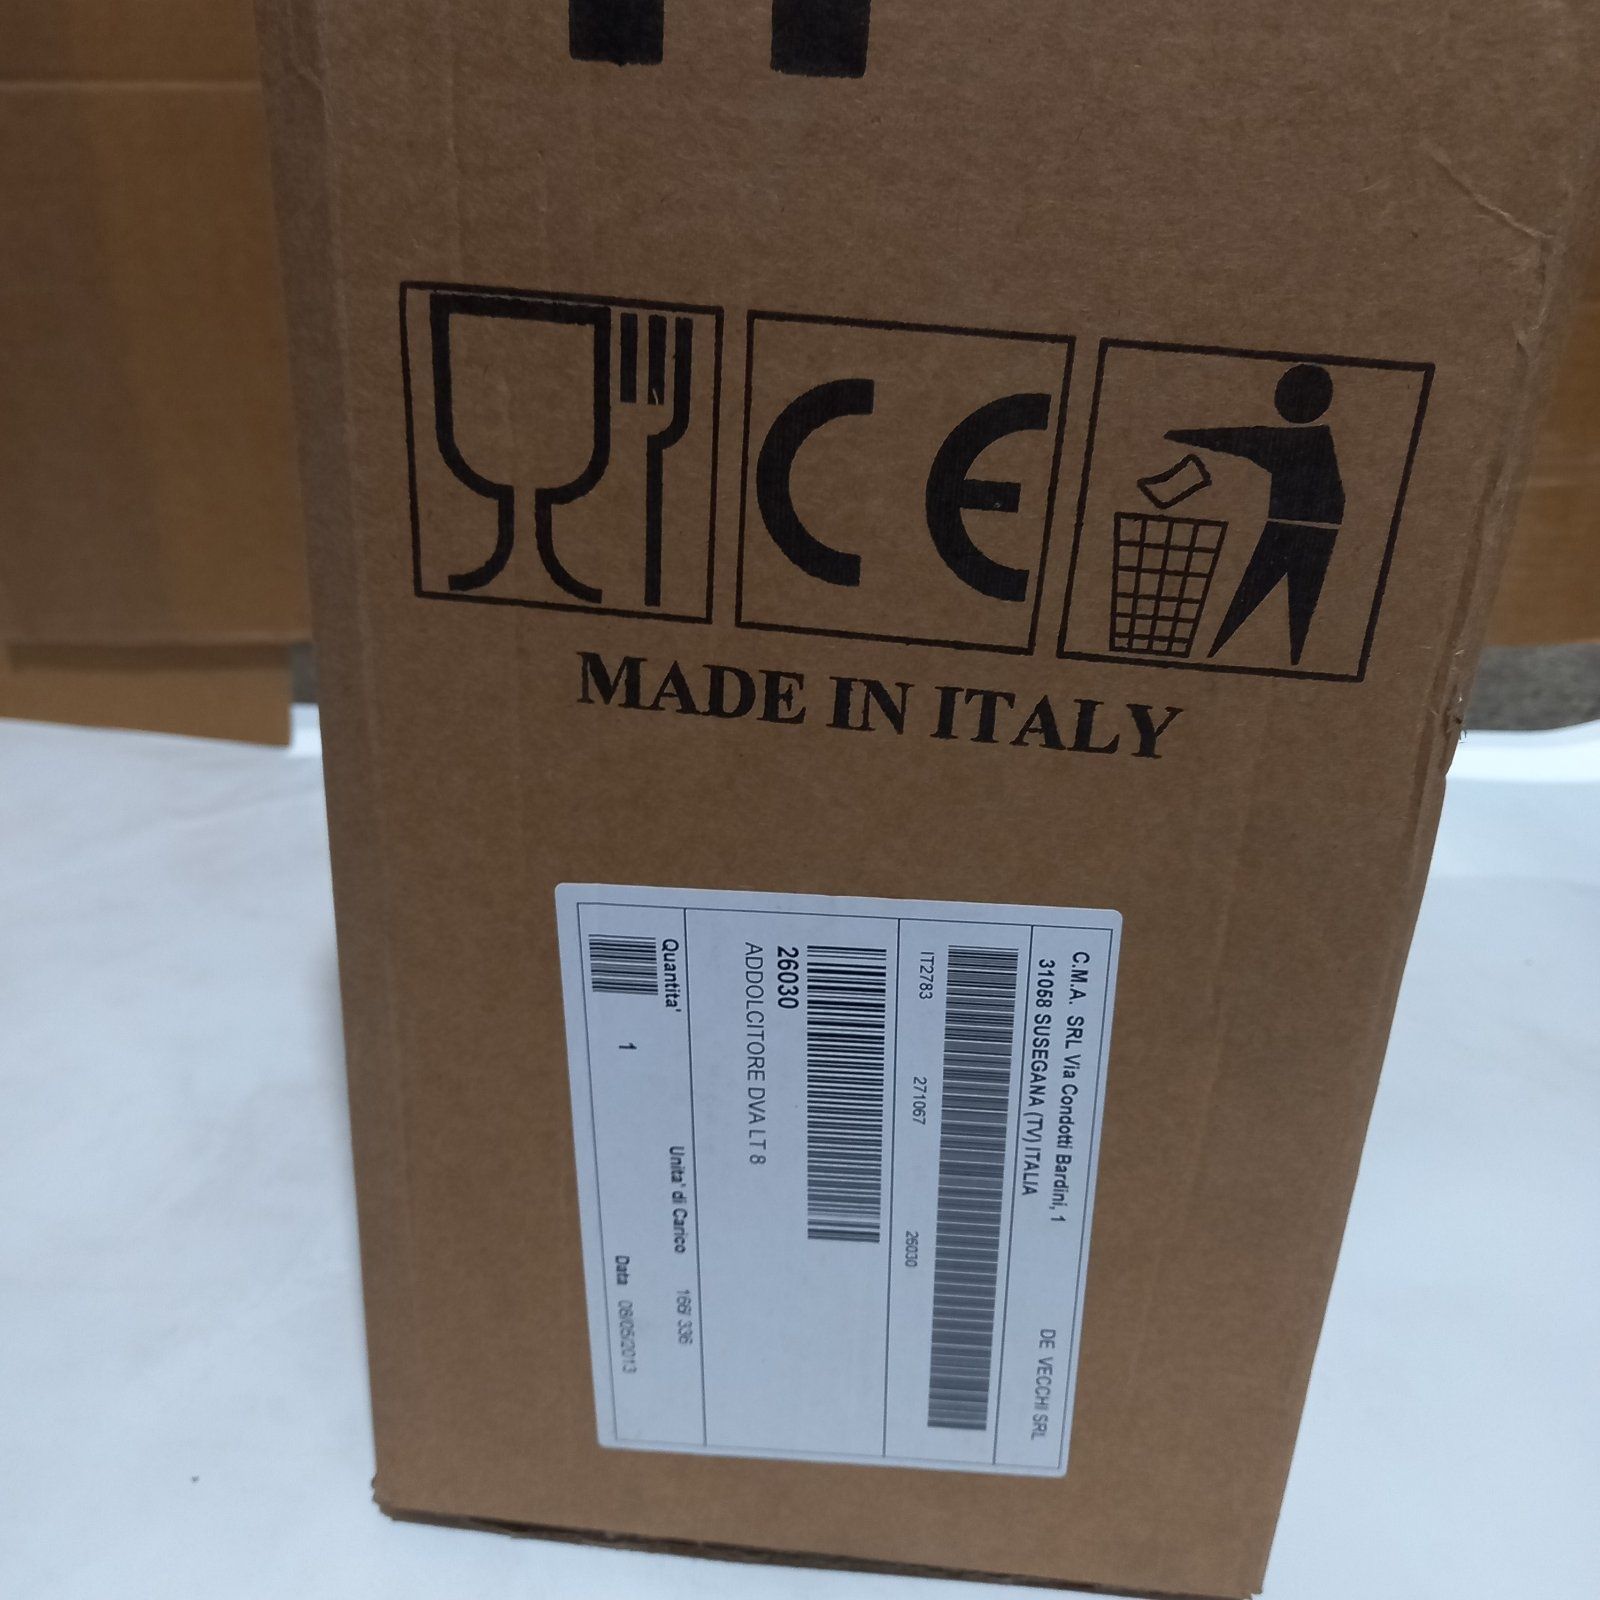 CE
MADE IN ITALY
C.M.A. SRL Via Condotti Bardini, 1
31058 SUSEGANA (TV) ITALIA
DE VECCHI SRL
IT2783 271067 26030
26030
ADDOLCITORE DVA LT 8
Quantita' 1
Unita' di Carico 166/ 336
Data 08/05/2013